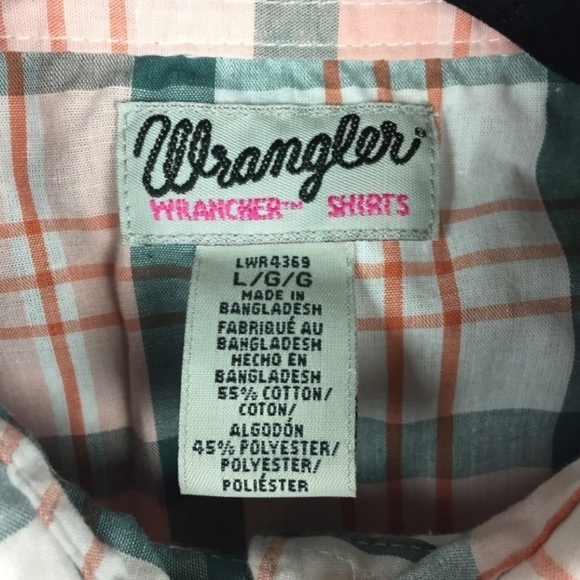 Wrangler®
WRANCHER™ SHIRTS
LWR4369
L/G/G
MADE IN
BANGLADESH
FABRIQUÉ AU
BANGLADESH
HECHO EN
BANGLADESH
55% COTTON/
COTON/
ALGODÓN
45% POLYESTER/
POLYESTER/
POLIÉSTER